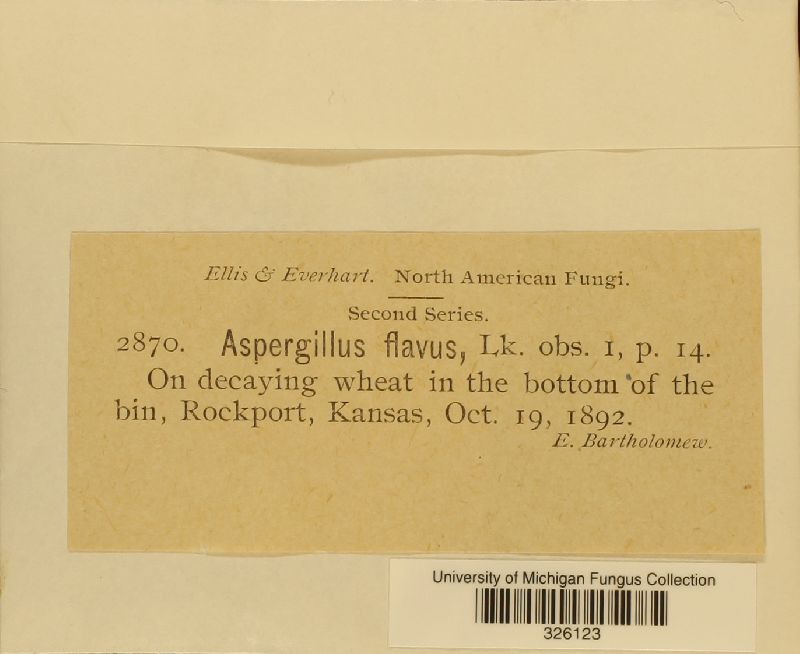 Ellis & Everhart. North American Fungi.
Second Series.
2870. Aspergillus flavus, Lk. obs. 1, p. 14.
On decaying wheat in the bottom of the
bin, Rockport, Kansas, Oct. 19, 1892.
E. Bartholomew.
University of Michigan Fungus Collection
326123